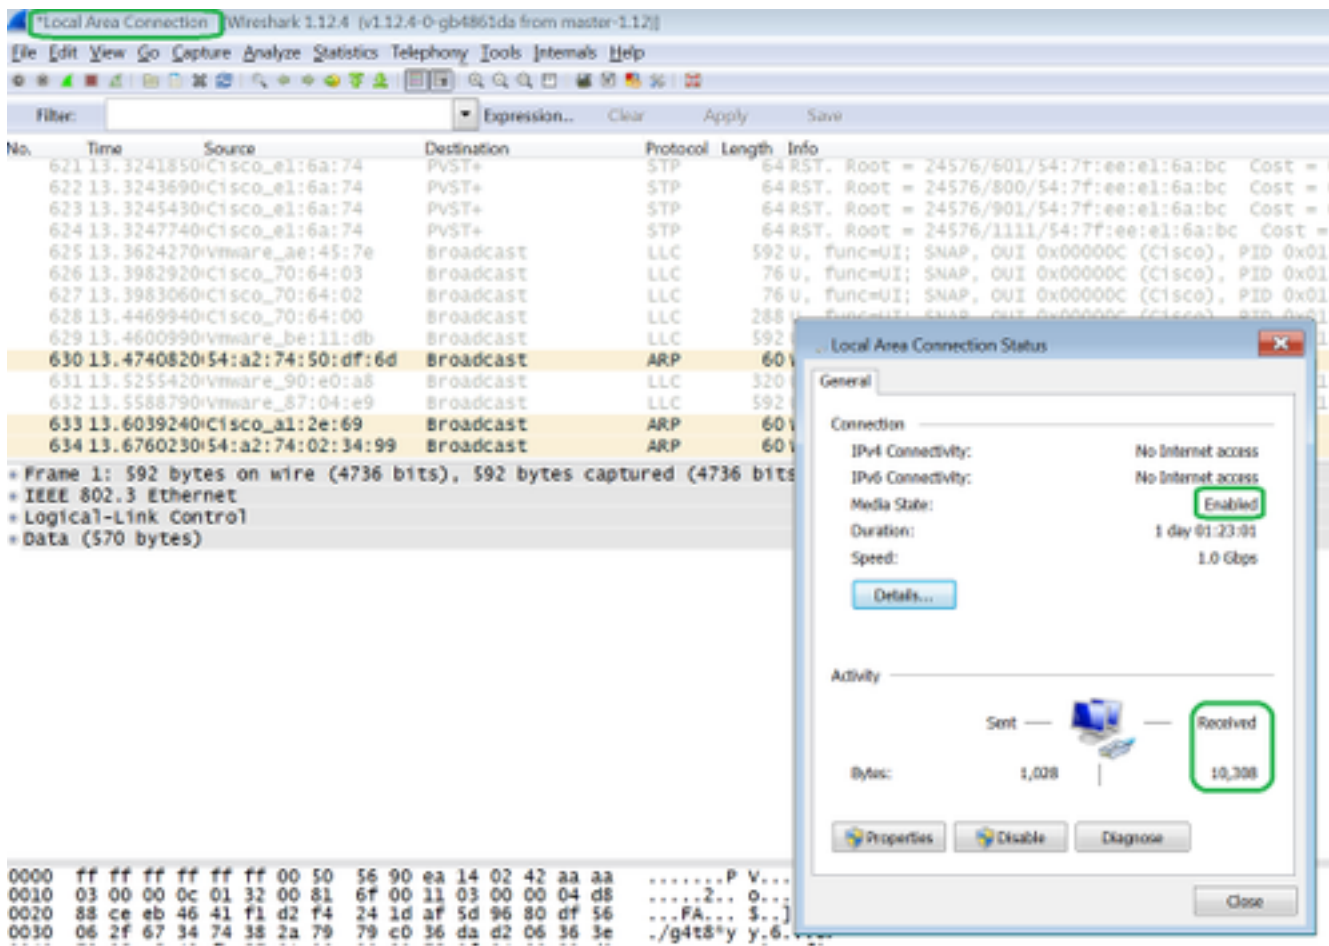 *Local Area Connection [Wireshark 1.12.4 (v1.12.4-0-gb4861da from master-1.12)]
File Edit View Go Capture Analyze Statistics Telephony Tools Internals Help
Filter: Expression... Clear Apply Save
No. Time Source Destination Protocol Length Info
621 13.3241850 Cisco_e1:6a:74 PVST+ STP 64 RST. Root = 24576/601/54:7f:ee:e1:6a:bc Cost =
622 13.3243690 Cisco_e1:6a:74 PVST+ STP 64 RST. Root = 24576/800/54:7f:ee:e1:6a:bc Cost =
623 13.3245430 Cisco_e1:6a:74 PVST+ STP 64 RST. Root = 24576/901/54:7f:ee:e1:6a:bc Cost =
624 13.3247740 Cisco_e1:6a:74 PVST+ STP 64 RST. Root = 24576/1111/54:7f:ee:e1:6a:bc Cost =
625 13.3624270 Vmware_ae:45:7e Broadcast LLC 592 U, func=UI; SNAP, OUI 0x00000C (Cisco), PID 0x01
626 13.3982920 Cisco_70:64:03 Broadcast LLC 76 U, func=UI; SNAP, OUI 0x00000C (Cisco), PID 0x01
627 13.3983060 Cisco_70:64:02 Broadcast LLC 76 U, func=UI; SNAP, OUI 0x00000C (Cisco), PID 0x01
628 13.4469940 Cisco_70:64:00 Broadcast LLC 288 U, func=UI; SNAP, OUI 0x00000C (Cisco), PID 0x01
629 13.4600990 Vmware_be:11:db Broadcast LLC 592
630 13.4740820 54:a2:74:50:df:6d Broadcast ARP 60
631 13.5255420 Vmware_90:e0:a8 Broadcast LLC 320
632 13.5588790 Vmware_87:04:e9 Broadcast LLC 592
633 13.6039240 Cisco_a1:2e:69 Broadcast ARP 60
634 13.6760230 54:a2:74:02:34:99 Broadcast ARP 60
Frame 1: 592 bytes on wire (4736 bits), 592 bytes captured (4736 bits
IEEE 802.3 Ethernet
Logical-Link Control
Data (570 bytes)
Local Area Connection Status
General
Connection
IPv4 Connectivity: No Internet access
IPv6 Connectivity: No Internet access
Media State: Enabled
Duration: 1 day 01:23:01
Speed: 1.0 Gbps
Details...
Activity
Sent — — Received
Bytes: 1,028 | 10,308
Properties Disable Diagnose
Close
0000 ff ff ff ff ff ff 00 50 56 90 ea 14 02 42 aa aa .......P V...
0010 03 00 00 0c 01 32 00 81 6f 00 11 03 00 00 04 d8 .....2.. o...
0020 88 ce eb 46 41 f1 d2 f4 24 1d af 5d 96 80 df 56 ...FA... $..]
0030 06 2f 67 34 74 38 2a 79 79 c0 36 da d2 06 36 3e ./g4t8*y y.6.